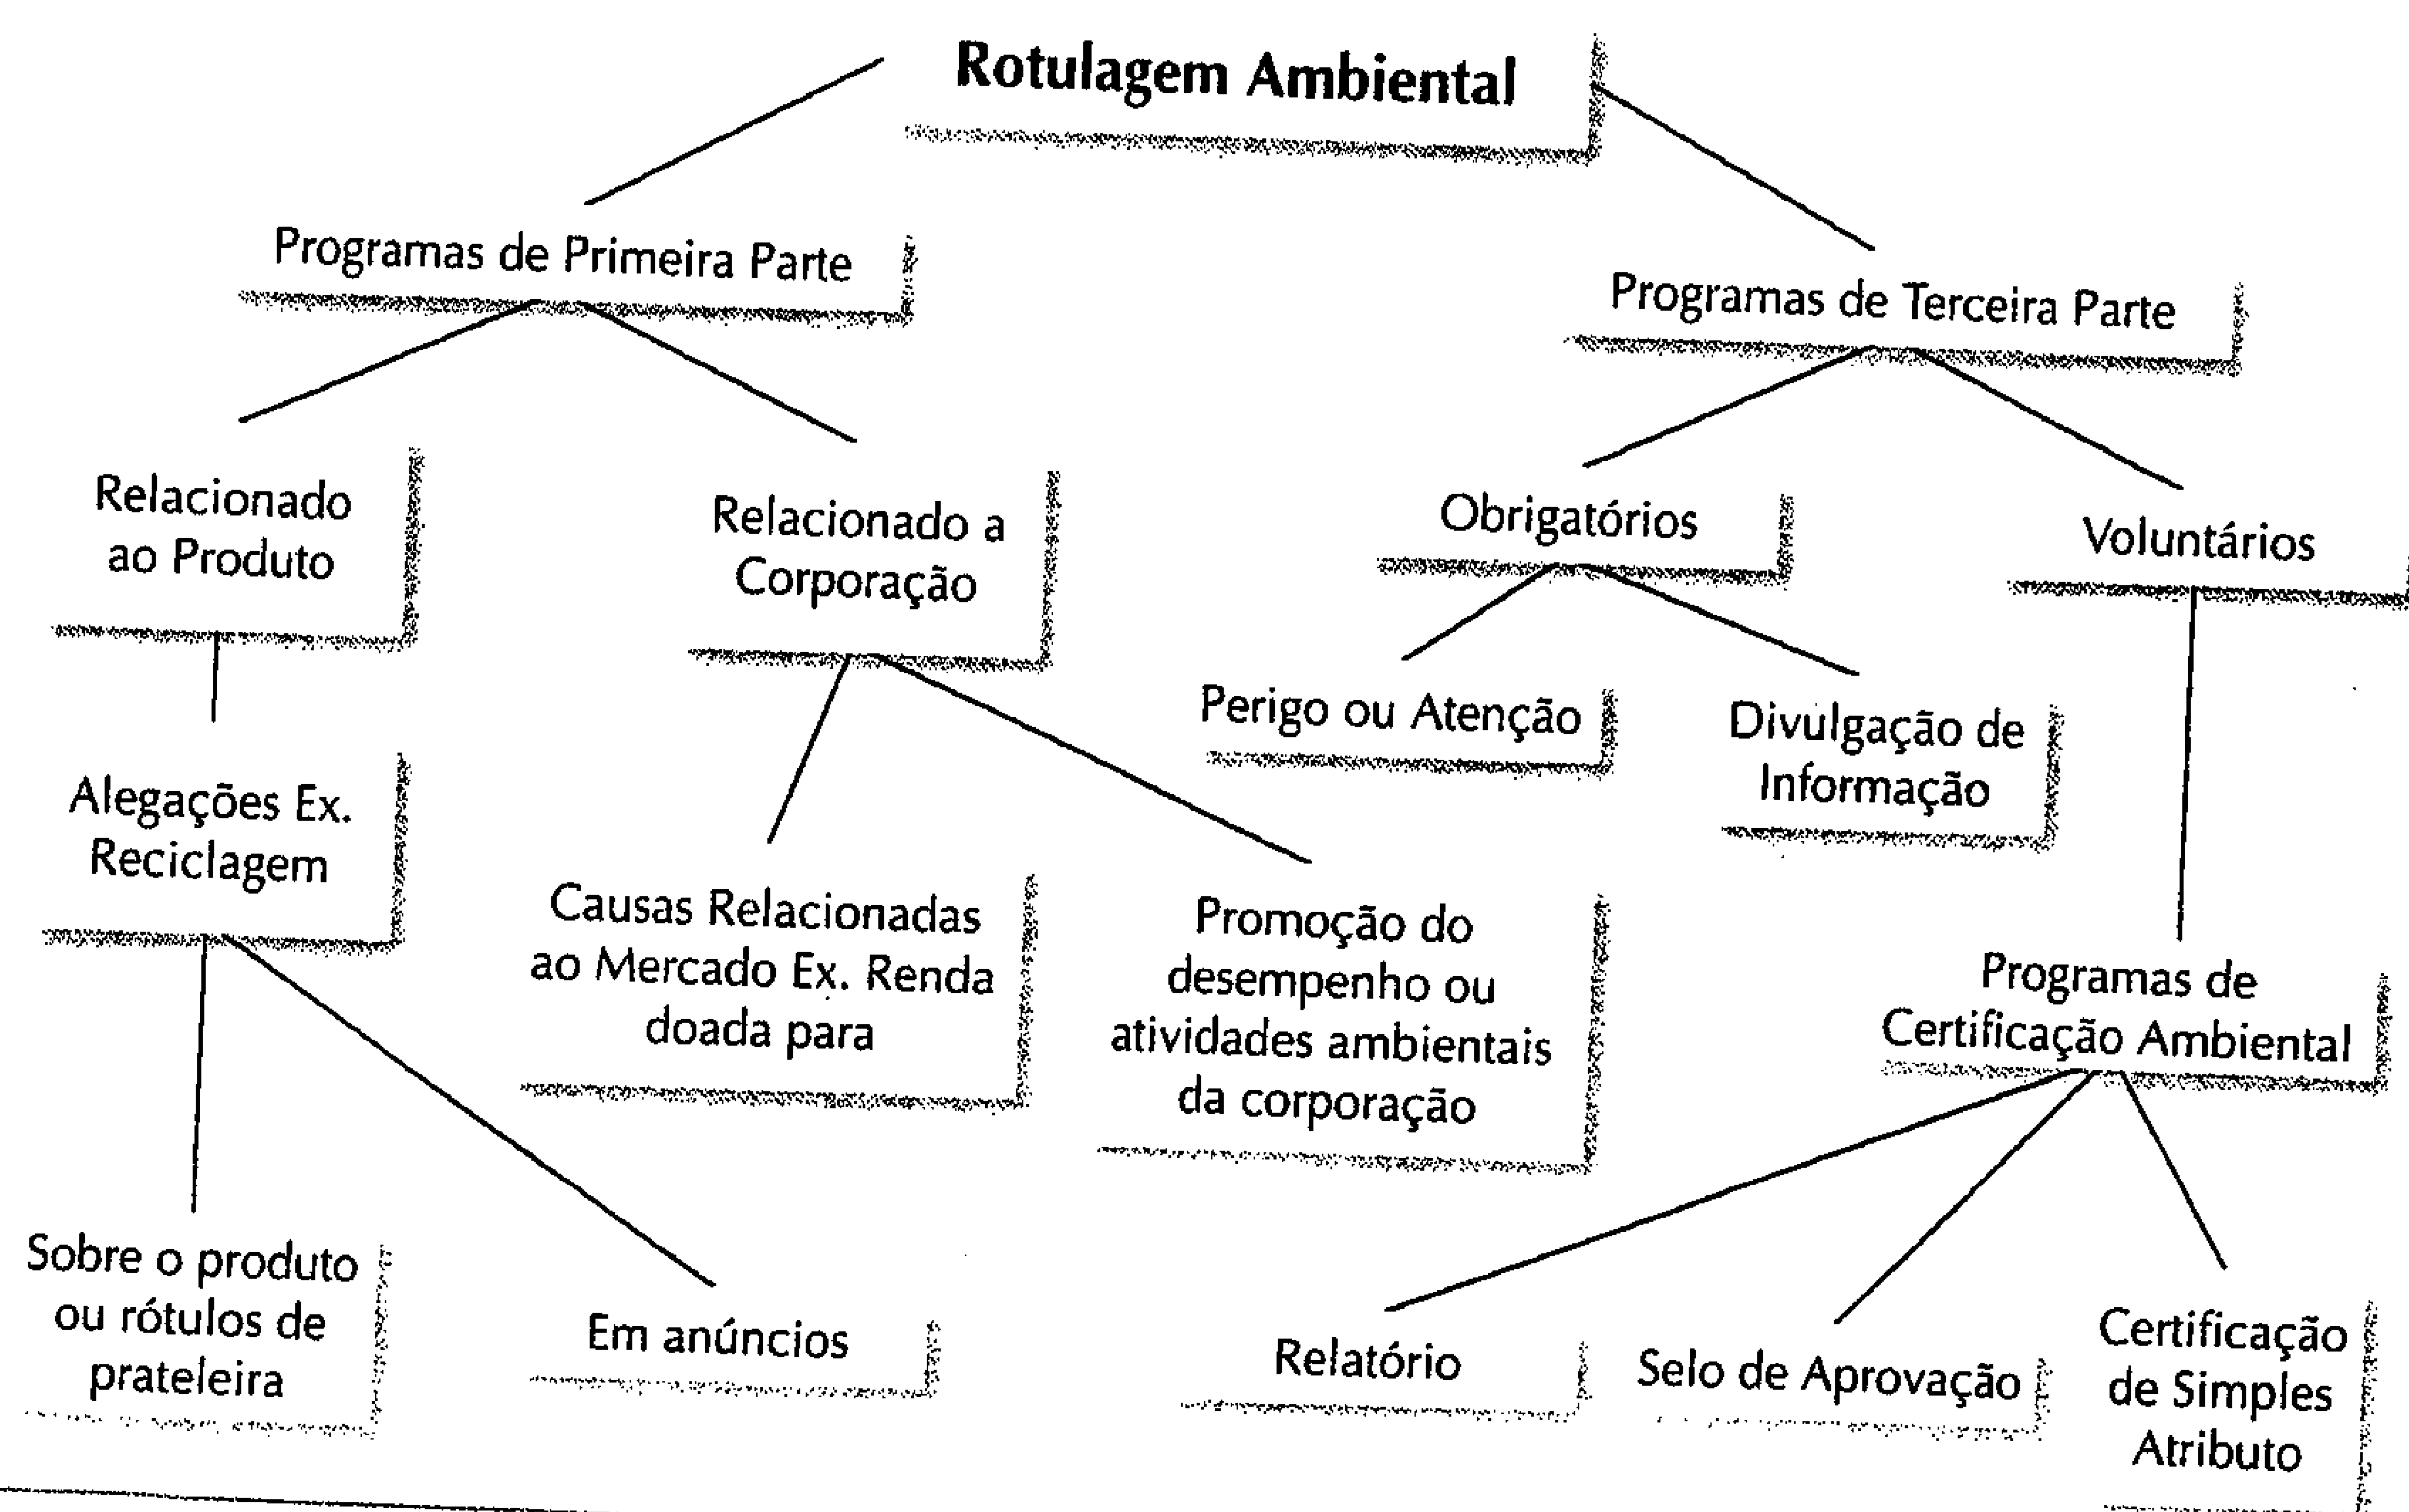 Rotulagem Ambiental
Programas de Primeira Parte
Programas de Terceira Parte
Relacionado
ao Produto
Relacionado a
Corporação
Obrigatórios
Voluntários
Perigo ou Atenção
Divulgação de
Informação
Alegações Ex.
Reciclagem
Causas Relacionadas
ao Mercado Ex. Renda
doada para
Promoção do
desempenho ou
atividades ambientais
da corporação
Programas de
Certificação Ambiental
Sobre o produto
ou rótulos de
prateleira
Em anúncios
Relatório
Selo de Aprovação
Certificação
de Simples
Atributo